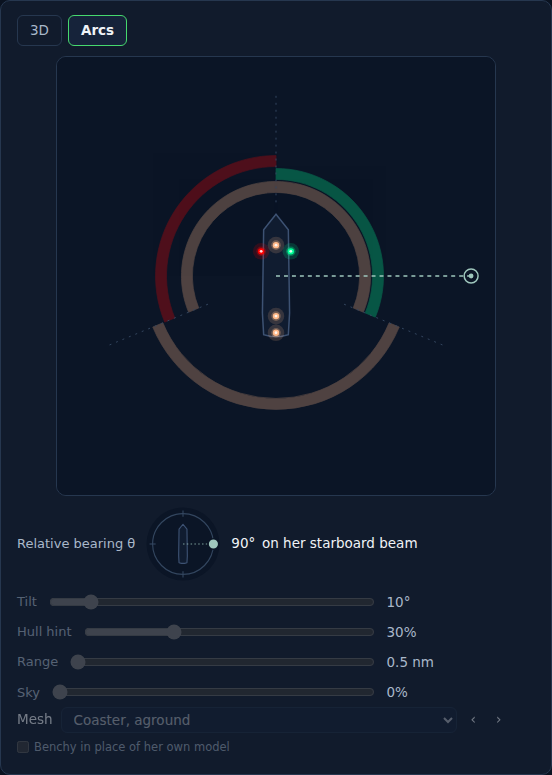 3D Arcs
Relative bearing θ 90° on her starboard beam
Tilt 10°
Hull hint 30%
Range 0.5 nm
Sky 0%
Mesh Coaster, aground ‹ ›
Benchy in place of her own model